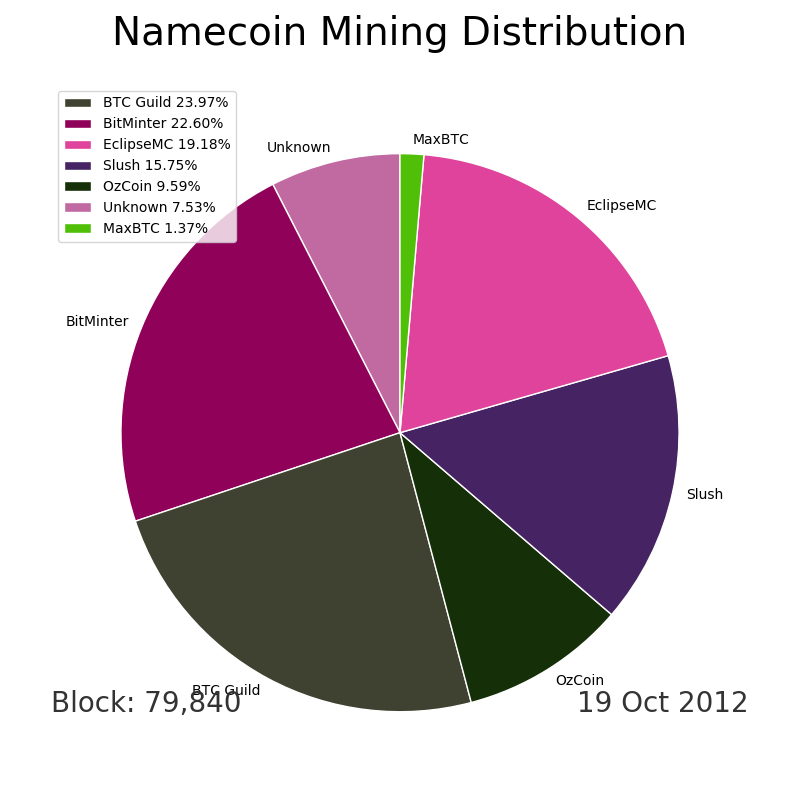 Namecoin Mining Distribution
BTC Guild 23.97%
BitMinter 22.60%
EclipseMC 19.18%
Slush 15.75%
OzCoin 9.59%
Unknown 7.53%
MaxBTC 1.37%
Unknown
MaxBTC
EclipseMC
BitMinter
Slush
OzCoin
BTC Guild
Block: 79,840
19 Oct 2012